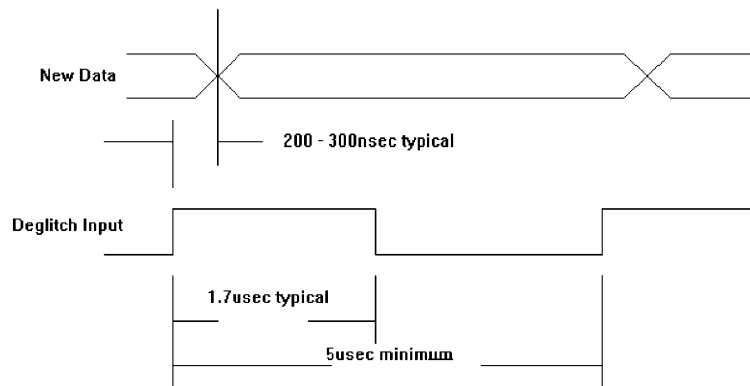 New Data
200 - 300nsec typical
Deglitch Input
1.7usec typical
5usec minimum